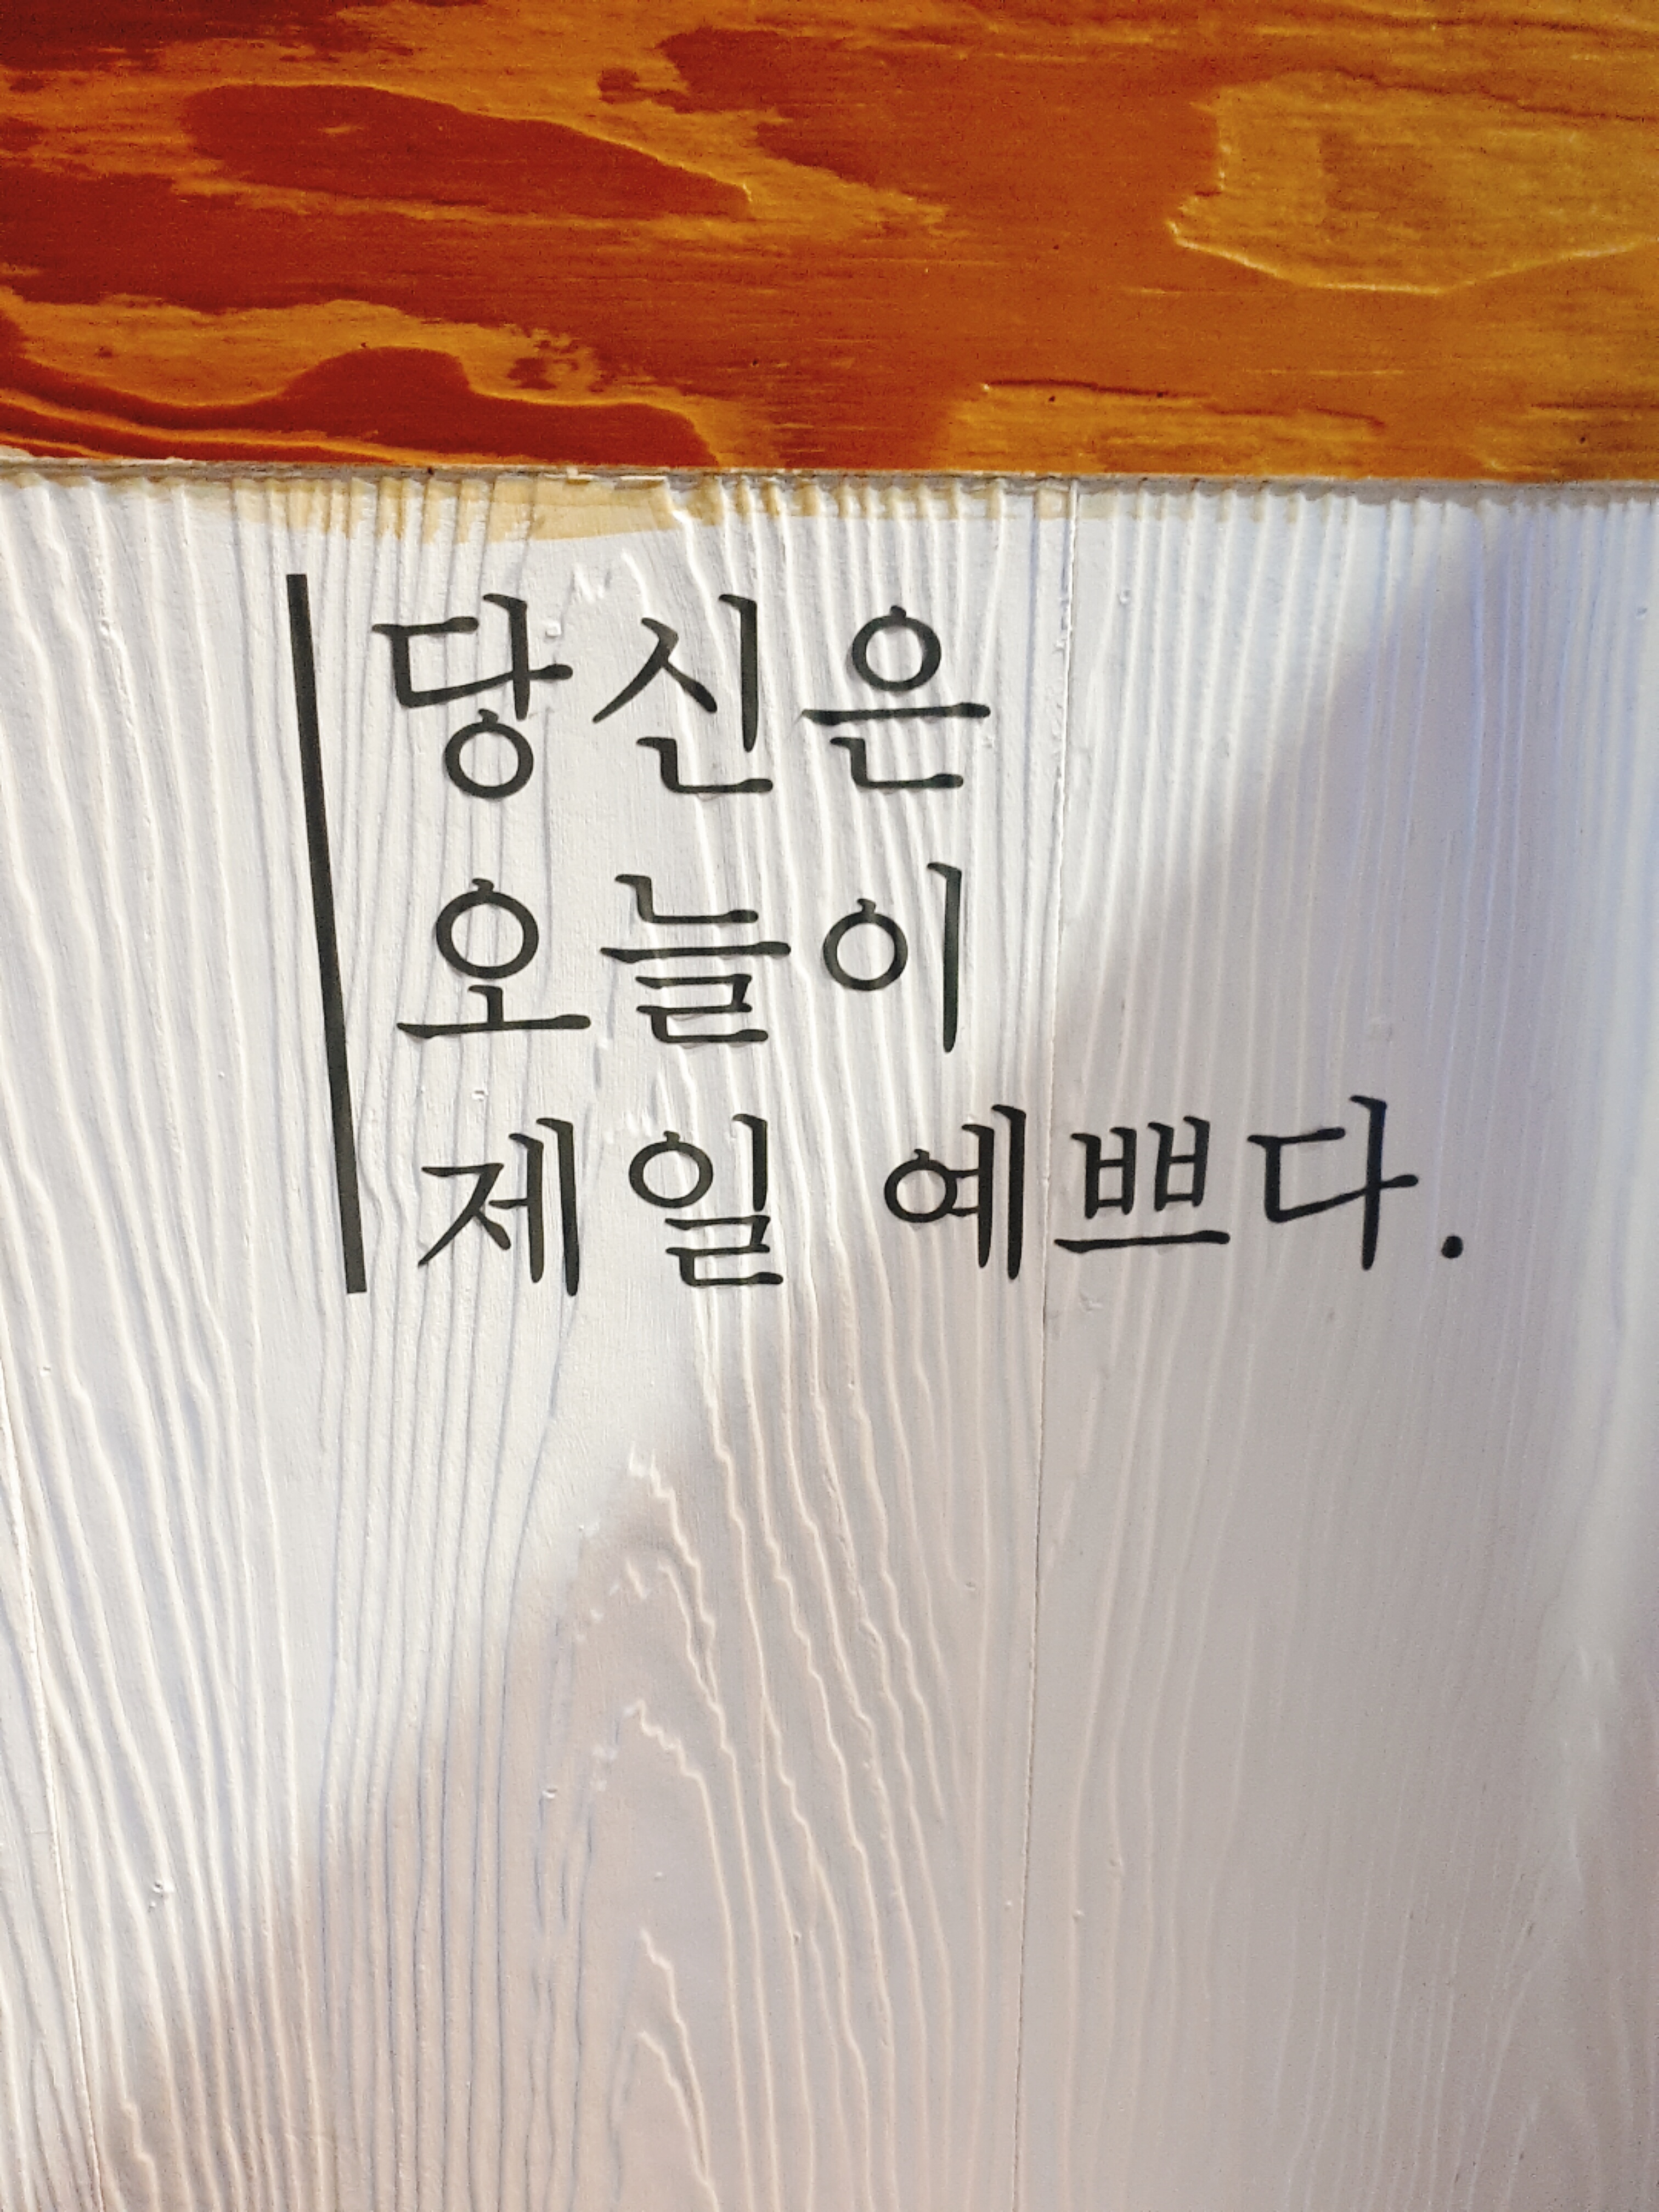 당신은
오늘이
제일 예쁘다.